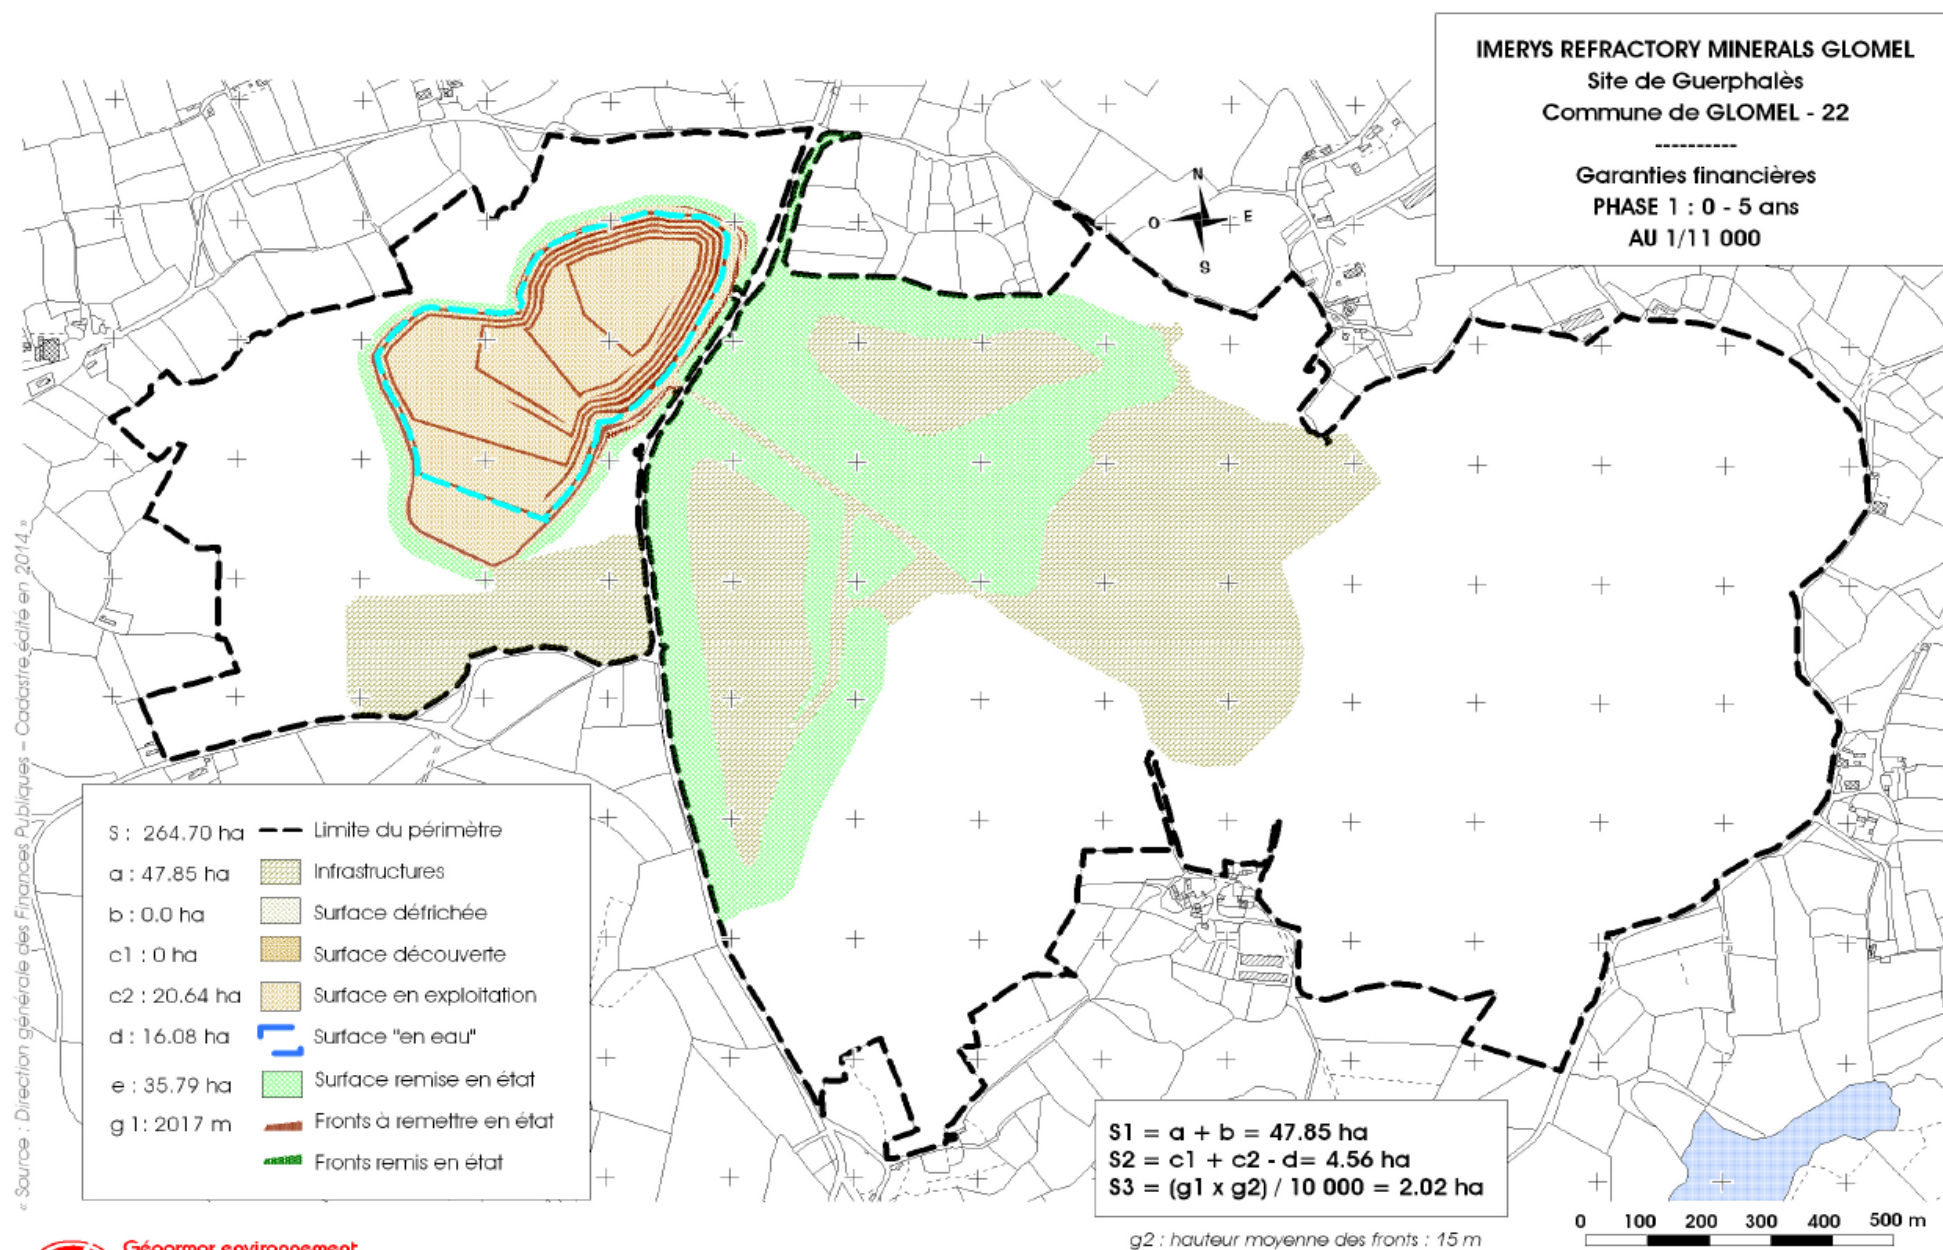 IMERYS REFRACTORY MINERALS GLOMEL
Site de Guerphalès
Commune de GLOMEL - 22
----------
Garanties financières
PHASE 1 : 0 - 5 ans
AU 1/11 000
N
O
E
S
« Source : Direction générale des Finances Publiques – Cadastre édité en 2014 »
S : 264.70 ha Limite du périmètre
a : 47.85 ha Infrastructures
b : 0.0 ha Surface défrichée
c1 : 0 ha Surface découverte
c2 : 20.64 ha Surface en exploitation
d : 16.08 ha Surface "en eau"
e : 35.79 ha Surface remise en état
g1: 2017 m Fronts à remettre en état
Fronts remis en état
S1 = a + b = 47.85 ha
S2 = c1 + c2 - d= 4.56 ha
S3 = (g1 x g2) / 10 000 = 2.02 ha
g2 : hauteur moyenne des fronts : 15 m
0 100 200 300 400 500 m
Géoarmor environnement